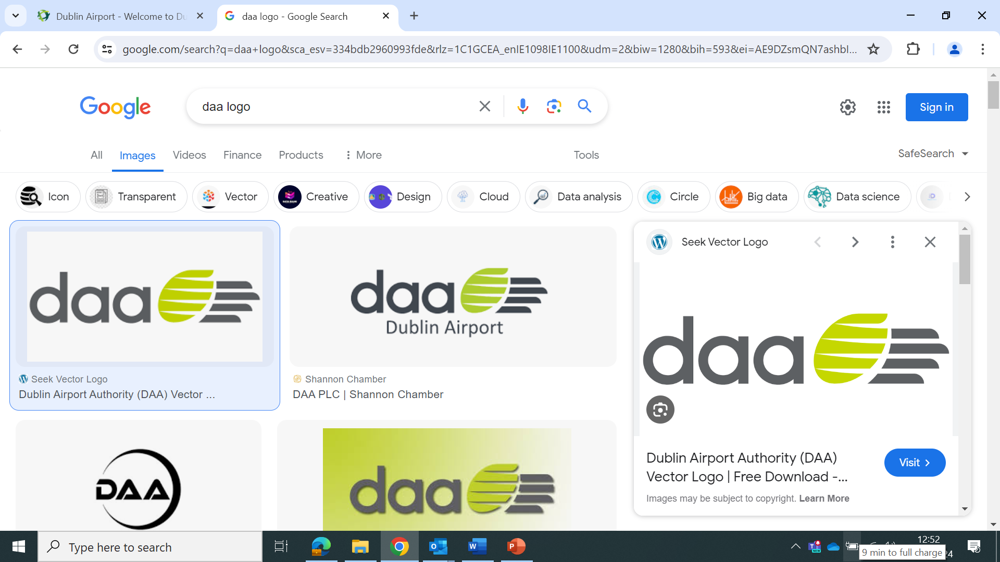 Dublin Airport - Welcome to Du
daa logo - Google Search
google.com/search?q=daa+logo&sca_esv=334bdb2960993fde&rlz=1C1GCEA_enIE1098IE1100&udm=2&biw=1280&bih=593&ei=AE9DZsmQN7ashbI...
Google
daa logo
Sign in
All
Images
Videos
Finance
Products
More
Tools
SafeSearch
Icon
Transparent
Vector
Creative
Design
Cloud
Data analysis
Circle
Big data
Data science
daa
Seek Vector Logo
Dublin Airport Authority (DAA) Vector ...
daa
Dublin Airport
Shannon Chamber
DAA PLC | Shannon Chamber
DAA
daa
Seek Vector Logo
daa
Dublin Airport Authority (DAA)
Vector Logo | Free Download -...
Visit
Images may be subject to copyright. Learn More
Type here to search
12:52
9 min to full charge
24